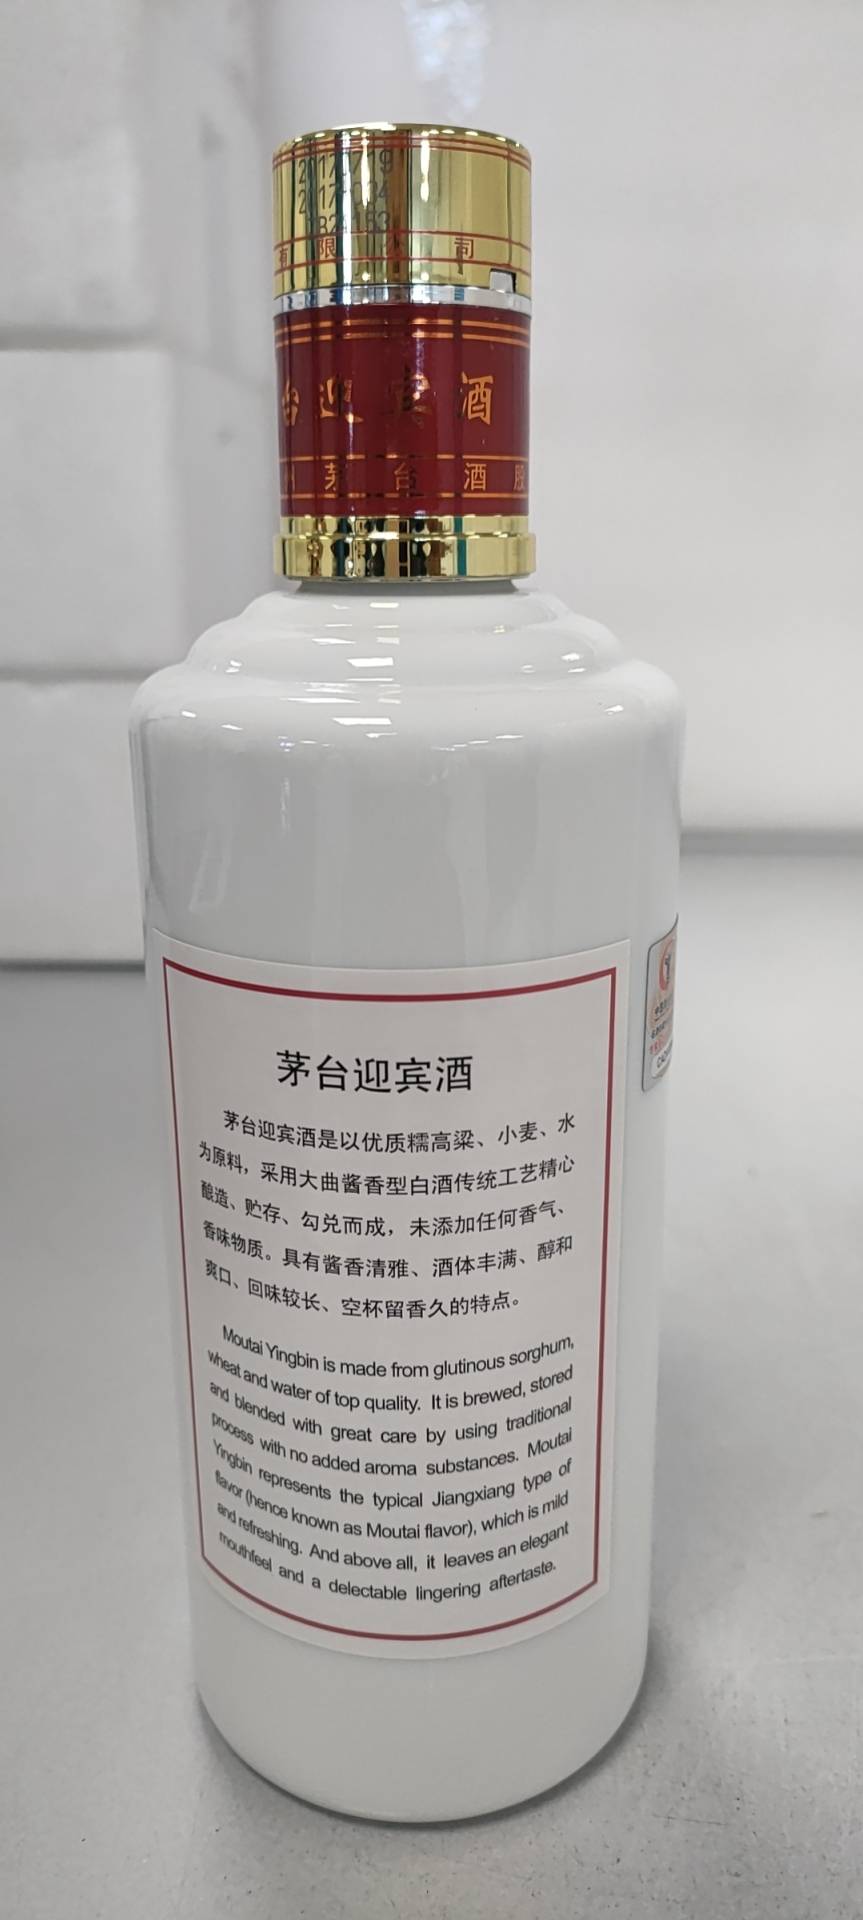 20170719
2017-034
有限公司
台迎宾酒
州茅台酒股
茅台迎宾酒
茅台迎宾酒是以优质糯高粱、小麦、水
为原料，采用大曲酱香型白酒传统工艺精心
酿造、贮存、勾兑而成，未添加任何香气、
香味物质。具有酱香清雅、酒体丰满、醇和
爽口、回味较长、空杯留香久的特点。
Moutai Yingbin is made from glutinous sorghum,
wheat and water of top quality. It is brewed, stored
and blended with great care by using traditional
process with no added aroma substances. Moutai
Yingbin represents the typical Jiangxiang type of
flavor (hence known as Moutai flavor), which is mild
and refreshing. And above all, it leaves an elegant
mouthfeel and a delectable lingering aftertaste.